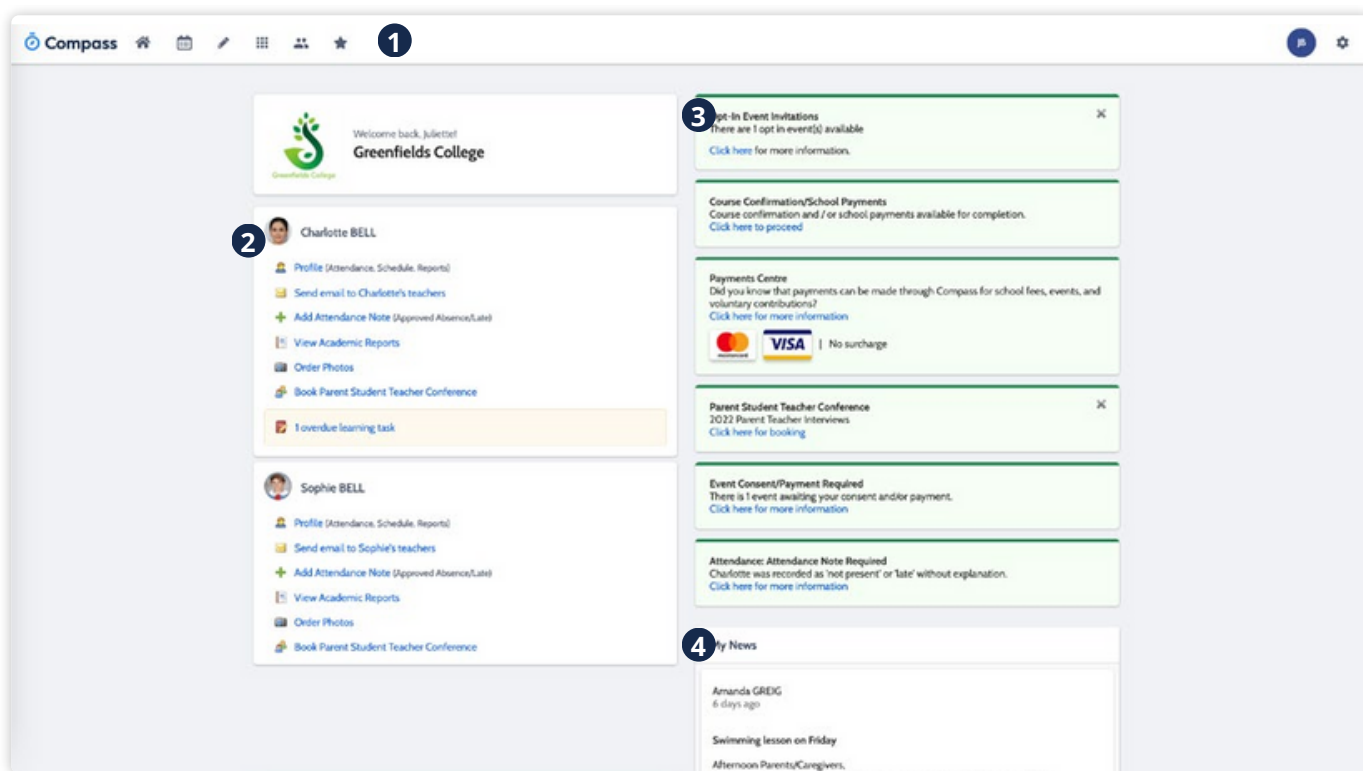 Compass
1
JB
Welcome back, Juliette!
Greenfields College
Greenfields College
2
Charlotte BELL
Profile (Attendance, Schedule, Reports)
Send email to Charlotte's teachers
Add Attendance Note (Approved Absence/Late)
View Academic Reports
Order Photos
Book Parent Student Teacher Conference
1 overdue learning task
Sophie BELL
Profile (Attendance, Schedule, Reports)
Send email to Sophie's teachers
Add Attendance Note (Approved Absence/Late)
View Academic Reports
Order Photos
Book Parent Student Teacher Conference
3
pt-In Event Invitations
There are 1 opt in event(s) available
Click here for more information.
Course Confirmation/School Payments
Course confirmation and / or school payments available for completion.
Click here to proceed
Payments Centre
Did you know that payments can be made through Compass for school fees, events, and
voluntary contributions?
Click here for more information
mastercard VISA | No surcharge
Parent Student Teacher Conference
2022 Parent Teacher Interviews
Click here for booking
Event Consent/Payment Required
There is 1 event awaiting your consent and/or payment.
Click here for more information
Attendance: Attendance Note Required
Charlotte was recorded as 'not present' or 'late' without explanation.
Click here for more information
4
My News
Amanda GREIG
6 days ago
Swimming lesson on Friday
Afternoon Parents/Caregivers,